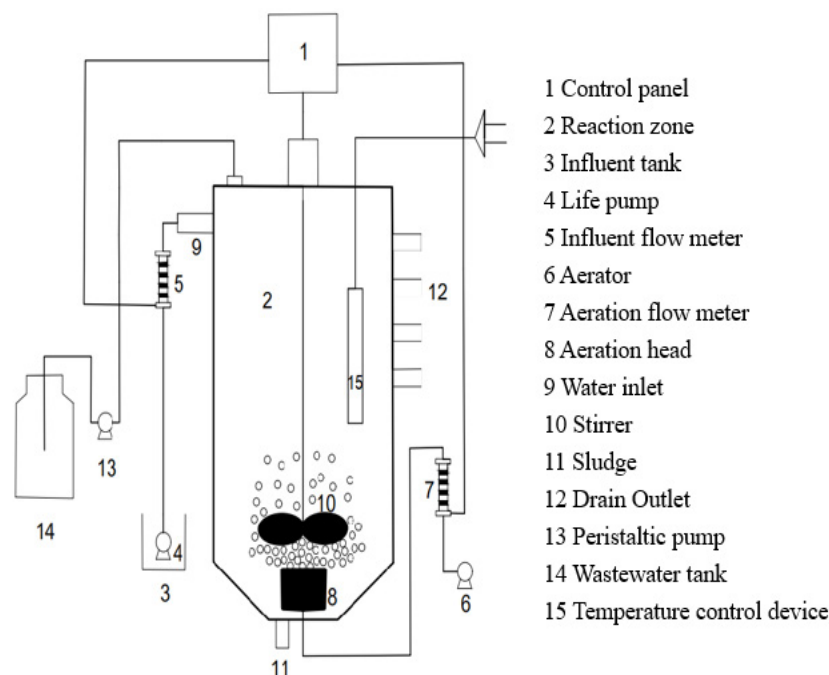 1
2
3
4
5
6
7
8
9
10
11
12
13
14
15
1 Control panel
2 Reaction zone
3 Influent tank
4 Life pump
5 Influent flow meter
6 Aerator
7 Aeration flow meter
8 Aeration head
9 Water inlet
10 Stirrer
11 Sludge
12 Drain Outlet
13 Peristaltic pump
14 Wastewater tank
15 Temperature control device